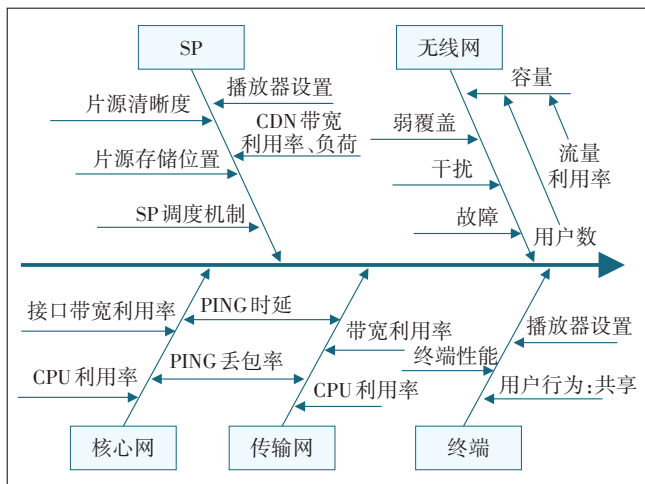 SP
无线网
播放器设置
容量
片源清晰度
CDN带宽
利用率、负荷
弱覆盖
流量
利用率
片源存储位置
干扰
SP调度机制
故障
用户数
接口带宽利用率
PING时延
带宽利用率
播放器设置
终端性能
CPU利用率
PING丢包率
CPU利用率
用户行为:共享
核心网
传输网
终端